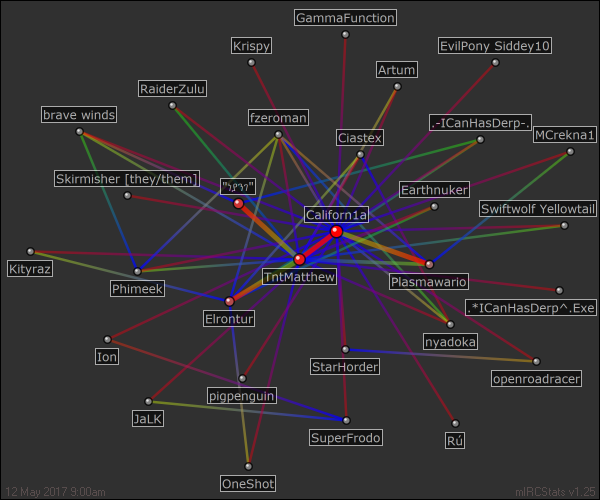 GammaFunction
Krispy
EvilPony Siddey10
Artum
RaiderZulu
brave winds
fzeroman
.-ICanHasDerp-.
Ciastex
MCrekna1
Skirmisher [they/them]
Earthnuker
Californ1a
Swiftwolf Yellowtail
Kityraz
TntMatthew
Plasmawario
Phimeek
.*ICanHasDerp^.Exe
Elrontur
nyadoka
Ion
StarHorder
openroadracer
pigpenguin
JaLK
SuperFrodo
Rú
OneShot
12 May 2017 9:00am
mIRCStats v1.25